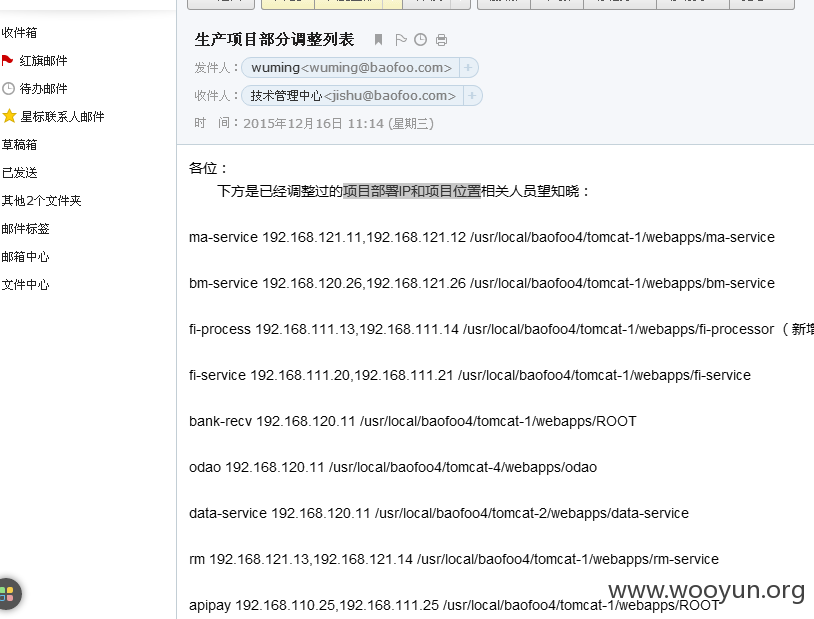 收件箱
红旗邮件
待办邮件
星标联系人邮件
草稿箱
已发送
其他2个文件夹
邮件标签
邮箱中心
文件中心
生产项目部分调整列表
发件人：wuming<wuming@baofoo.com> +
收件人：技术管理中心<jishu@baofoo.com> +
时 间：2015年12月16日 11:14 (星期三)
各位：
下方是已经调整过的项目部署IP和项目位置相关人员望知晓：
ma-service 192.168.121.11,192.168.121.12 /usr/local/baofoo4/tomcat-1/webapps/ma-service
bm-service 192.168.120.26,192.168.121.26 /usr/local/baofoo4/tomcat-1/webapps/bm-service
fi-process 192.168.111.13,192.168.111.14 /usr/local/baofoo4/tomcat-1/webapps/fi-processor （新增
fi-service 192.168.111.20,192.168.111.21 /usr/local/baofoo4/tomcat-1/webapps/fi-service
bank-recv 192.168.120.11 /usr/local/baofoo4/tomcat-1/webapps/ROOT
odao 192.168.120.11 /usr/local/baofoo4/tomcat-4/webapps/odao
data-service 192.168.120.11 /usr/local/baofoo4/tomcat-2/webapps/data-service
rm 192.168.121.13,192.168.121.14 /usr/local/baofoo4/tomcat-1/webapps/rm-service
www.wooyun.org
apipay 192.168.110.25,192.168.111.25 /usr/local/baofoo4/tomcat-1/webapps/ROOT